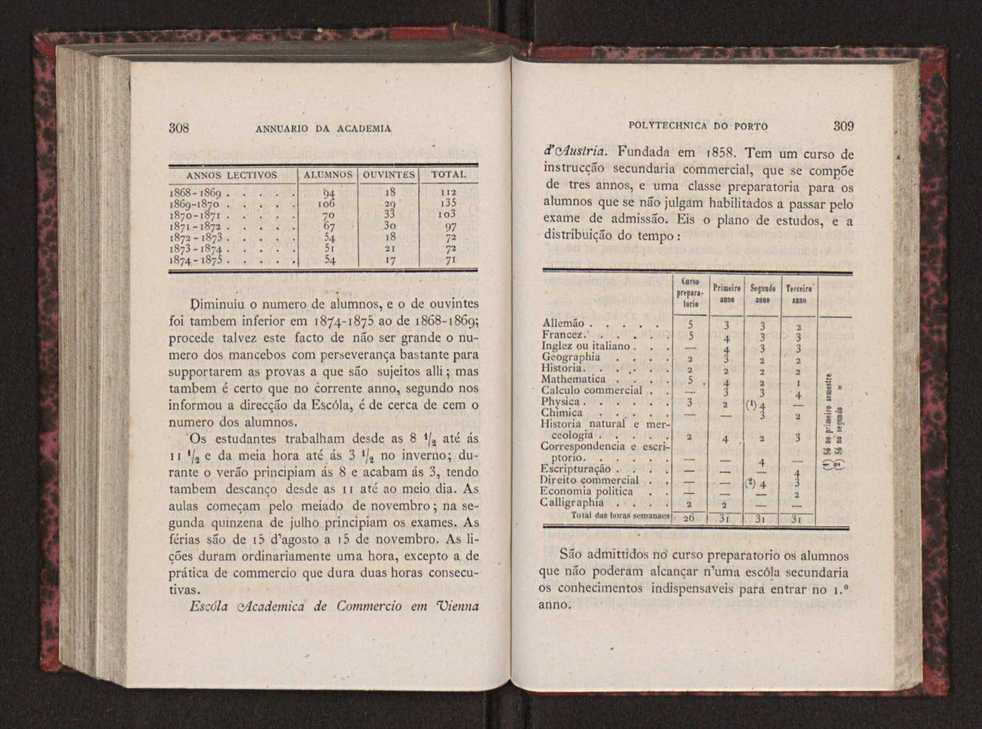 308 ANNUARIO DA ACADEMIA
ANNOS LECTIVOS ALUMNOS OUVINTES TOTAL
1868-1869 . . . . . 94 18 112
1869-1870 . . . . . 106 29 135
1870-1871 . . . . . 70 33 103
1871-1872 . . . . . 67 30 97
1872-1873 . . . . . 54 18 72
1873-1874 . . . . . 51 21 72
1874-1875 . . . . . 54 17 71
Diminuiu o numero de alumnos, e o de ouvintes
foi tambem inferior em 1874-1875 ao de 1868-1869;
procede talvez este facto de não ser grande o nu-
mero dos mancebos com perseverança bastante para
supportarem as provas a que são sujeitos alli; mas
tambem é certo que no corrente anno, segundo nos
informou a direcção da Escóla, é de cerca de cem o
numero dos alumnos.
Os estudantes trabalham desde as 8 1/2 até ás
11 1/2 e da meia hora até ás 3 1/2 no inverno; du-
rante o verão principiam ás 8 e acabam ás 3, tendo
tambem descanço desde as 11 até ao meio dia. As
aulas começam pelo meiado de novembro; na se-
gunda quinzena de julho principiam os exames. As
férias são de 15 d'agosto a 15 de novembro. As li-
ções duram ordinariamente uma hora, excepto a de
prática de commercio que dura duas horas consecu-
tivas.
Escóla Academica de Commercio em Vienna
POLYTECHNICA DO PORTO 309
d'Austria. Fundada em 1858. Tem um curso de
instrucção secundaria commercial, que se compõe
de tres annos, e uma classe preparatoria para os
alumnos que se não julgam habilitados a passar pelo
exame de admissão. Eis o plano de estudos, e a
distribuição do tempo:
Curso preparatorio Primeiro anno Segundo anno Terceiro anno
Allemão . . . . . 5 3 3 2
Francez. . . . . . 5 4 3 3
Inglez ou italiano . . . — 4 3 3
Geographia . . . . 2 3 2 2
Historia. . . . . . 2 2 2 2
Mathematica . . . . 5 4 2 1
Calculo commercial . . — 3 3 4
Physica . . . . . . 3 2 (1) 4 —
Chimica . . . . . — — 3 2
Historia natural e mer-
ceologia . . . . . 2 4 2 3
Correspondencia e escri-
ptorio. . . . . . — — 4 —
Escripturação . . . . — — — 4
Direito commercial . . — — (2) 4 3
Economia politica . . — — — 2
Calligraphia . . . . 2 2 — —
Total das horas semanaes 26 31 31 31
(1) Só no primeiro semestre
(2) Só no segundo »
São admittidos no curso preparatorio os alumnos
que não poderam alcançar n'uma escóla secundaria
os conhecimentos indispensaveis para entrar no 1.º
anno.